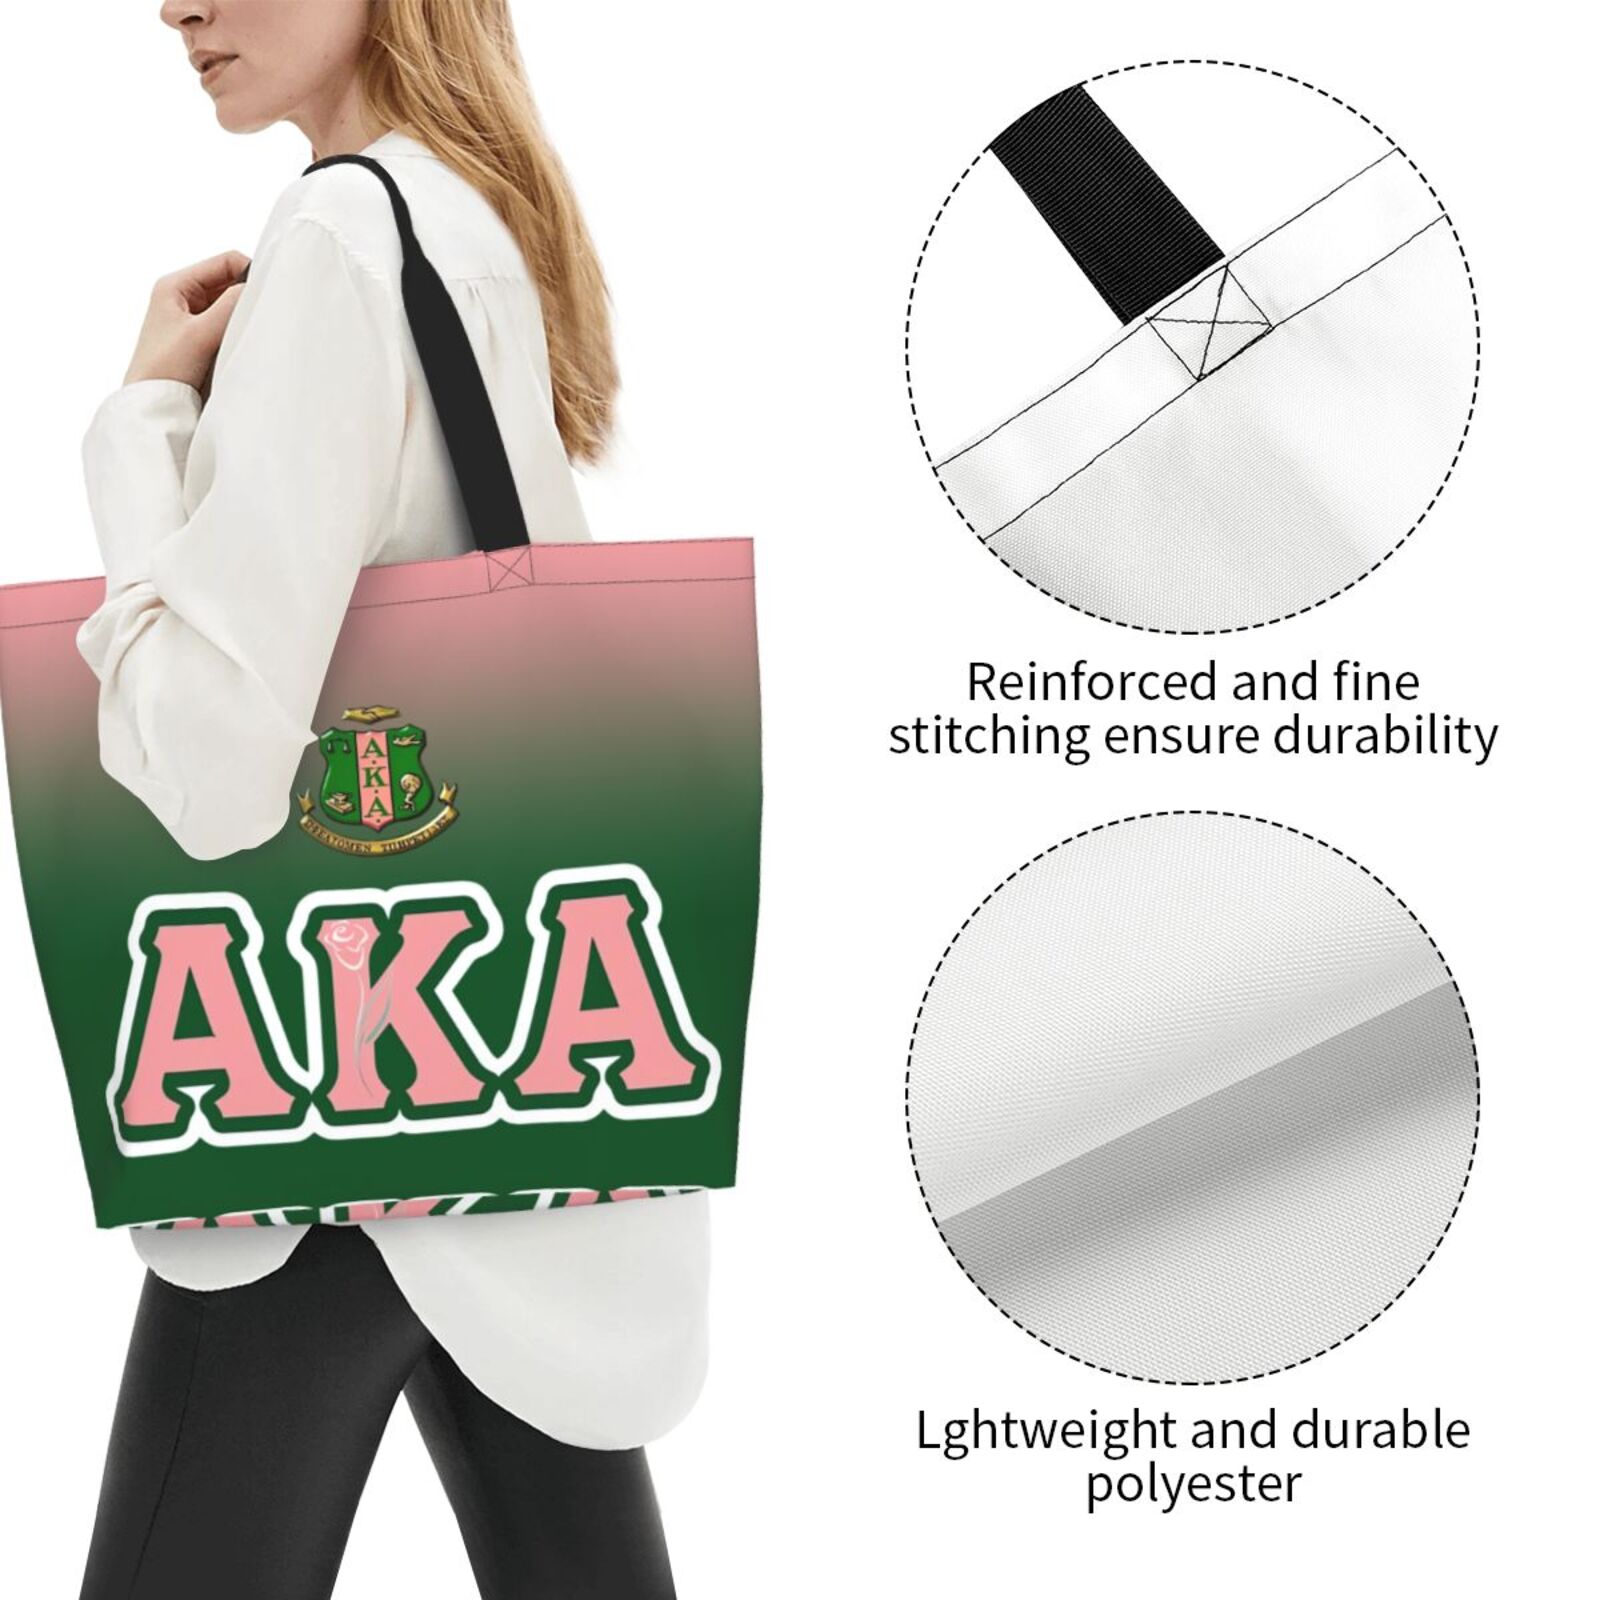 Reinforced and fine
stitching ensure durability
A
K
A
AKA
Lghtweight and durable
polyester